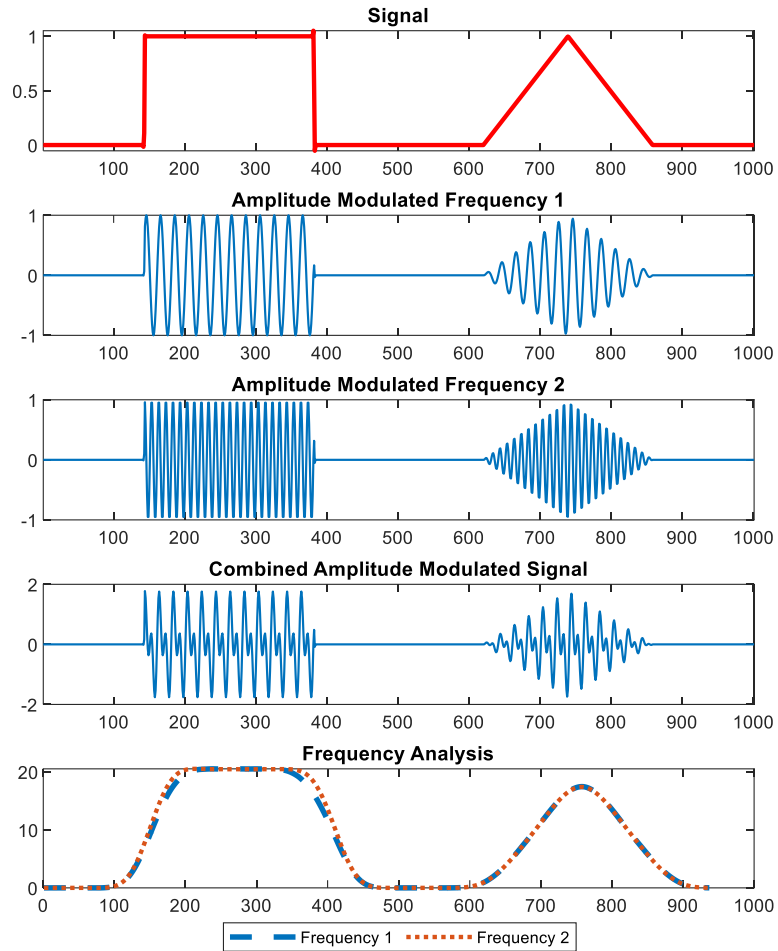 Signal
1
0.5
0
100 200 300 400 500 600 700 800 900 1000
Amplitude Modulated Frequency 1
1
0
-1
100 200 300 400 500 600 700 800 900 1000
Amplitude Modulated Frequency 2
1
0
-1
100 200 300 400 500 600 700 800 900 1000
Combined Amplitude Modulated Signal
2
0
-2
100 200 300 400 500 600 700 800 900 1000
Frequency Analysis
20
10
0
0 100 200 300 400 500 600 700 800 900 1000
Frequency 1 Frequency 2